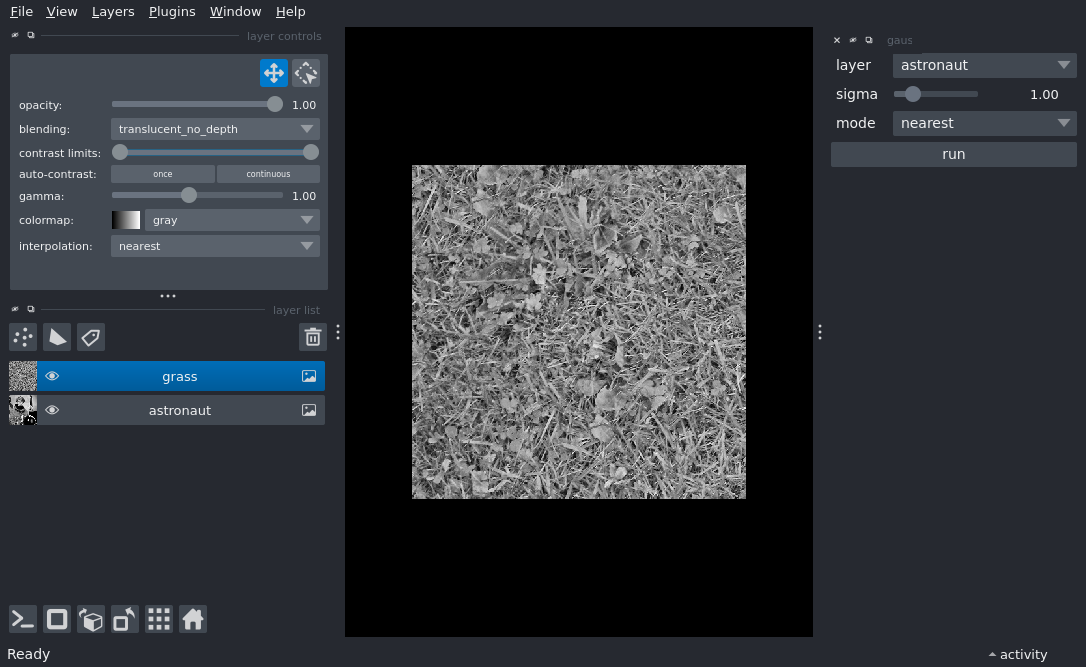 File View Layers Plugins Window Help
layer controls
opacity: 1.00
blending: translucent_no_depth
contrast limits:
auto-contrast: once continuous
gamma: 1.00
colormap: gray
interpolation: nearest
layer list
grass
astronaut
gaus
layer astronaut
sigma 1.00
mode nearest
run
Ready
activity